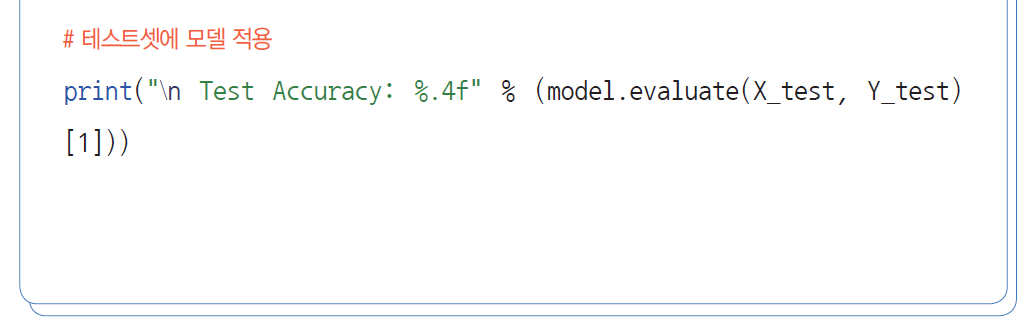 # 테스트셋에 모델 적용
print("\n Test Accuracy: %.4f" % (model.evaluate(X_test, Y_test)
[1]))